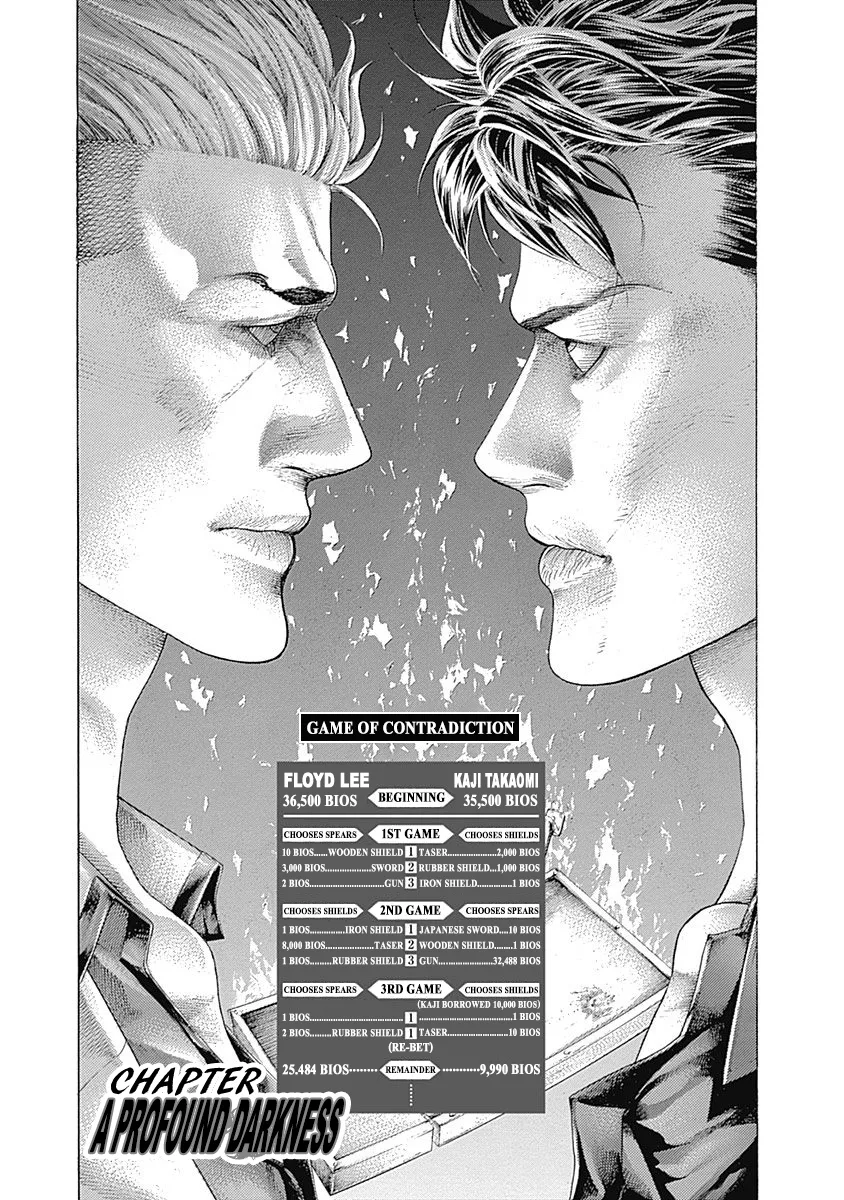 GAME OF CONTRADICTION
FLOYD LEE KAJI TAKAOMI
36,500 BIOS BEGINNING 35,500 BIOS
CHOOSES SPEARS 1ST GAME CHOOSES SHIELDS
10 BIOS......WOODEN SHIELD 1 TASER....................2,000 BIOS
3,000 BIOS...................SWORD 2 RUBBER SHIELD...1,000 BIOS
2 BIOS..............................GUN 3 IRON SHIELD..............1 BIOS
CHOOSES SHIELDS 2ND GAME CHOOSES SPEARS
1 BIOS...............IRON SHIELD 1 JAPANESE SWORD....10 BIOS
8,000 BIOS....................TASER 2 WOODEN SHIELD........1 BIOS
1 BIOS.........RUBBER SHIELD 3 GUN.......................32,488 BIOS
CHOOSES SPEARS 3RD GAME CHOOSES SHIELDS
(KAJI BORROWED 10,000 BIOS)
1 BIOS......................................... 1 .........................................1 BIOS
2 BIOS.........RUBBER SHIELD 1 TASER.......................10 BIOS
(RE-BET)
25.484 BIOS......... REMAINDER ............9,990 BIOS
CHAPTER
A PROFOUND DARKNESS